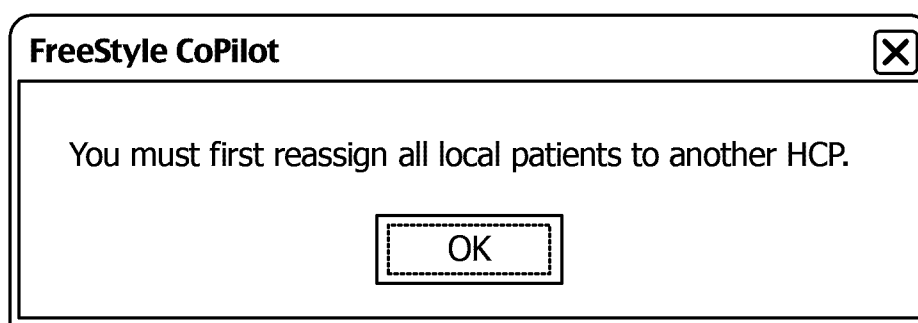 FreeStyle CoPilot
You must first reassign all local patients to another HCP.
OK